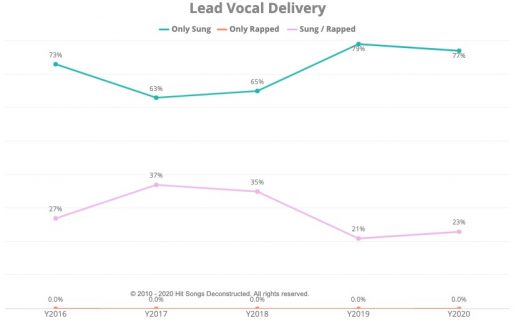 Lead Vocal Delivery
Only Sung Only Rapped Sung / Rapped
73%
63%
65%
79%
77%
27%
37%
35%
21%
23%
© 2010 - 2020 Hit Songs Deconstructed, All rights reserved.
0.0% 0.0% 0.0% 0.0% 0.0%
Y2016 Y2017 Y2018 Y2019 Y2020